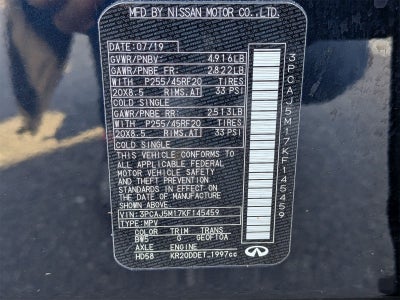 MFD BY NISSAN MOTOR CO.,LTD.
DATE:07/19
GVWR/PNBV 4916LB
GAWR/PNBE FR: 2822LB
WITH P255/45RF20 TIRES
20X8.5 RIMS,AT 33 PSI
COLD SINGLE
GAWR/PNBE RR: 2513LB
WITH P255/45RF20 TIRES
20X8.5 RIMS,AT 33 PSI
COLD SINGLE
THIS VEHICLE CONFORMS TO
ALL APPLICABLE FEDERAL
MOTOR VEHICLE SAFETY
AND THEFT PREVENTION
STANDARDS IN EFFECT ON
THE DATE OF MANUFACTURE
SHOWN ABOVE.
VIN:3PCAJ5M17KF145459
TYPE:MPV
COLOR TRIM TRANS AXLE
BW5 G GEOF10A
AXLE ENGINE
HD58 KR20DDET 1997cc
INFINITI
3PCAJ5M17KF145459